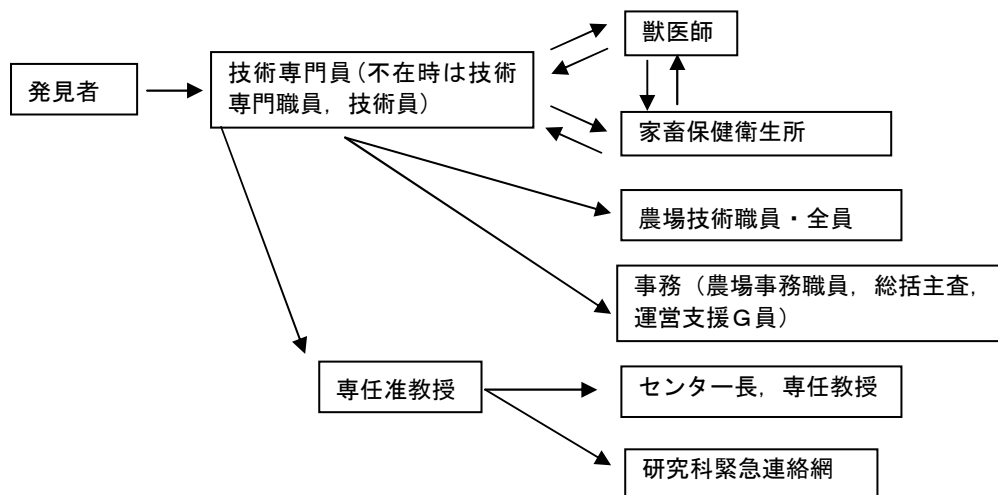 獣医師
技術専門員（不在時は技術
専門職員，技術員）
発見者
家畜保健衛生所
農場技術職員・全員
事務（農場事務職員，総括主査，
運営支援Ｇ員）
専任准教授
センター長，専任教授
研究科緊急連絡網